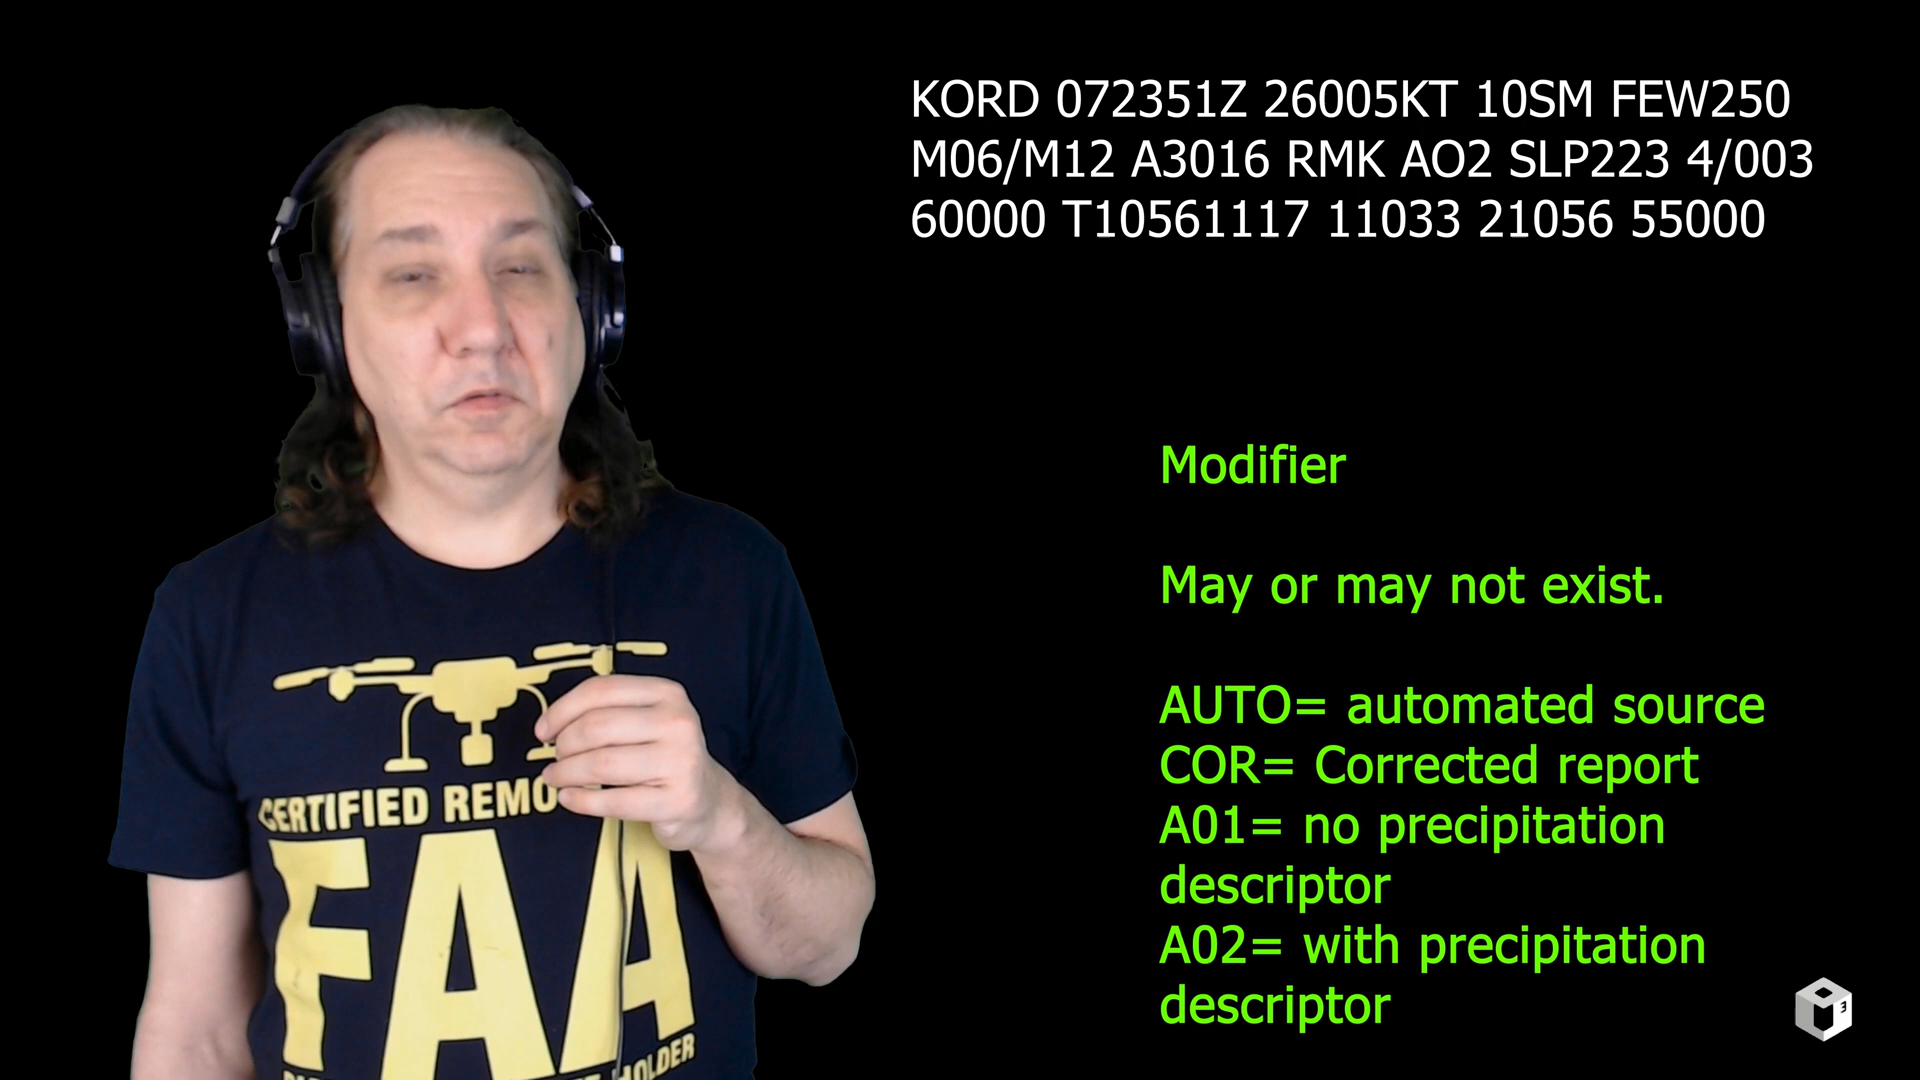 KORD 072351Z 26005KT 10SM FEW250
M06/M12 A3016 RMK AO2 SLP223 4/003
60000 T10561117 11033 21056 55000
Modifier
May or may not exist.
AUTO= automated source
COR= Corrected report
A01= no precipitation
descriptor
A02= with precipitation
descriptor
CERTIFIED REMO
FAA
HOLDER
3